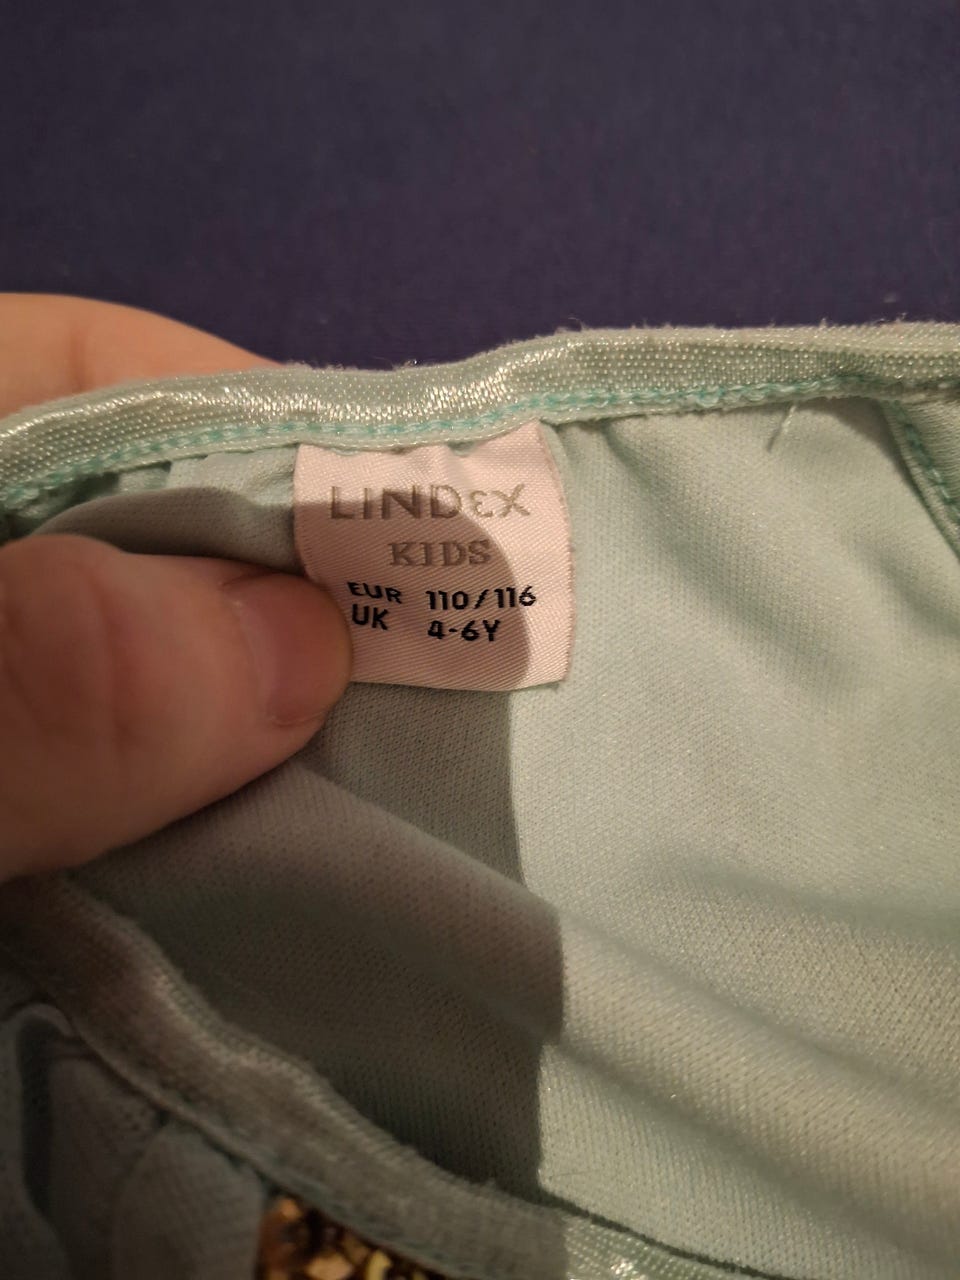 LINDEX
KIDS
EUR 110/116
UK 4-6Y